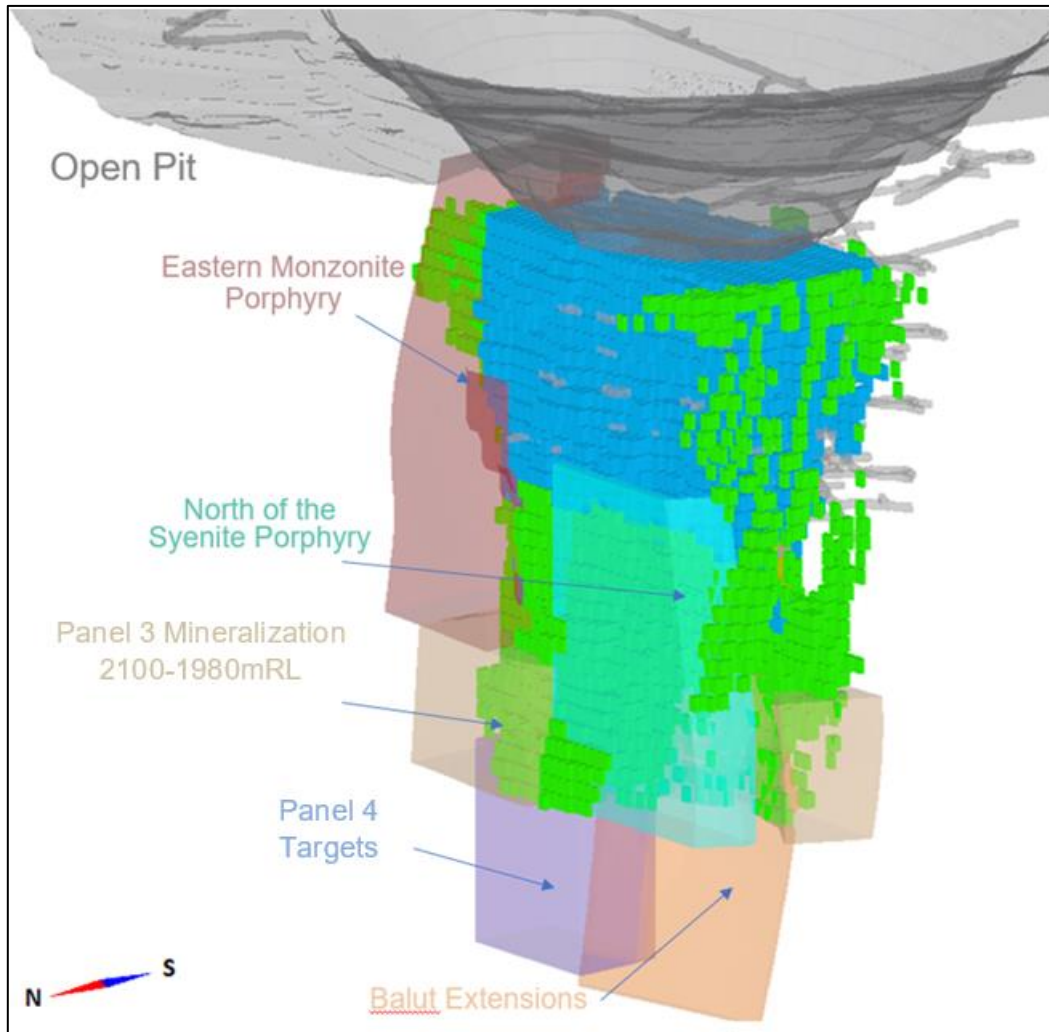 Open Pit
Eastern Monzonite
Porphyry
North of the
Syenite Porphyry
Panel 3 Mineralization
2100-1980mRL
Panel 4
Targets
Balut Extensions
N
S